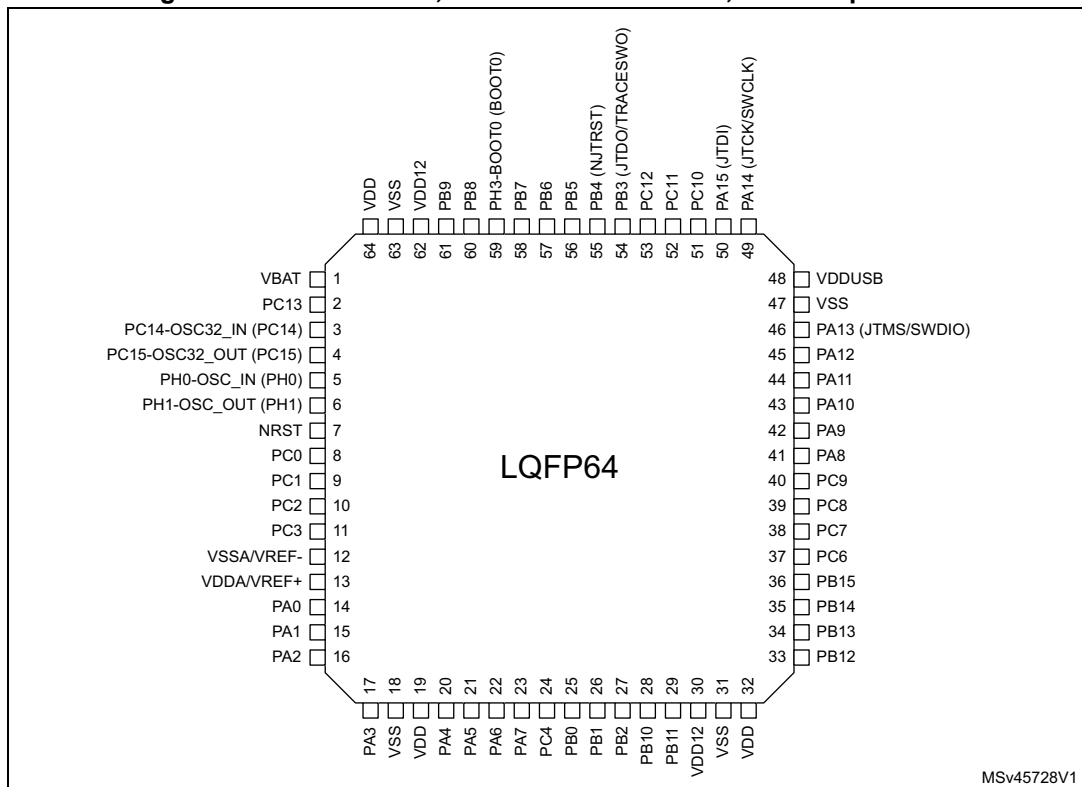 VDD
VSS
VDD12
PB9
PB8
PH3-BOOT0 (BOOT0)
PB7
PB6
PB5
PB4 (NJTRST)
PB3 (JTDO/TRACESWO)
PC12
PC11
PC10
PA15 (JTDI)
PA14 (JTCK/SWCLK)
64
63
62
61
60
59
58
57
56
55
54
53
52
51
50
49
VBAT 1
PC13 2
PC14-OSC32_IN (PC14) 3
PC15-OSC32_OUT (PC15) 4
PH0-OSC_IN (PH0) 5
PH1-OSC_OUT (PH1) 6
NRST 7
PC0 8
PC1 9
PC2 10
PC3 11
VSSA/VREF- 12
VDDA/VREF+ 13
PA0 14
PA1 15
PA2 16
LQFP64
48 VDDUSB
47 VSS
46 PA13 (JTMS/SWDIO)
45 PA12
44 PA11
43 PA10
42 PA9
41 PA8
40 PC9
39 PC8
38 PC7
37 PC6
36 PB15
35 PB14
34 PB13
33 PB12
17
18
19
20
21
22
23
24
25
26
27
28
29
30
31
32
PA3
VSS
VDD
PA4
PA5
PA6
PA7
PC4
PB0
PB1
PB2
PB10
PB11
VDD12
VSS
VDD
MSv45728V1